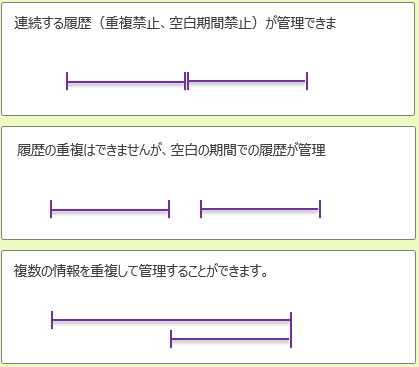 連続する履歴（重複禁止、空白期間禁止）が管理できま
履歴の重複はできませんが、空白の期間での履歴が管理
複数の情報を重複して管理することができます。